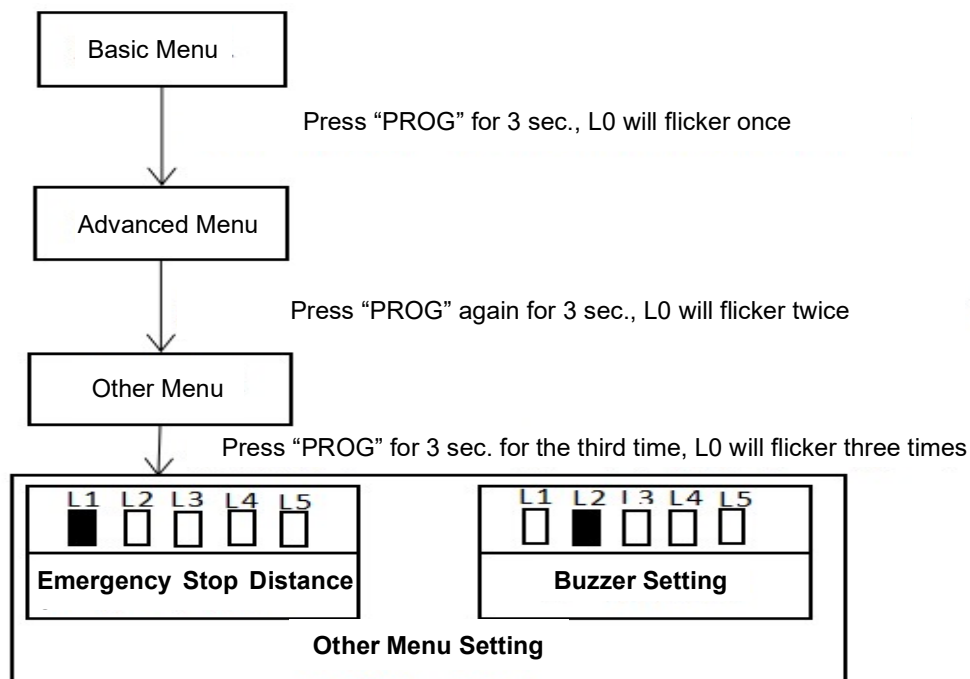 Basic Menu
Press “PROG” for 3 sec., L0 will flicker once
Advanced Menu
Press “PROG” again for 3 sec., L0 will flicker twice
Other Menu
Press “PROG” for 3 sec. for the third time, L0 will flicker three times
L1 L2 L3 L4 L5
Emergency Stop Distance
L1 L2 L3 L4 L5
Buzzer Setting
Other Menu Setting